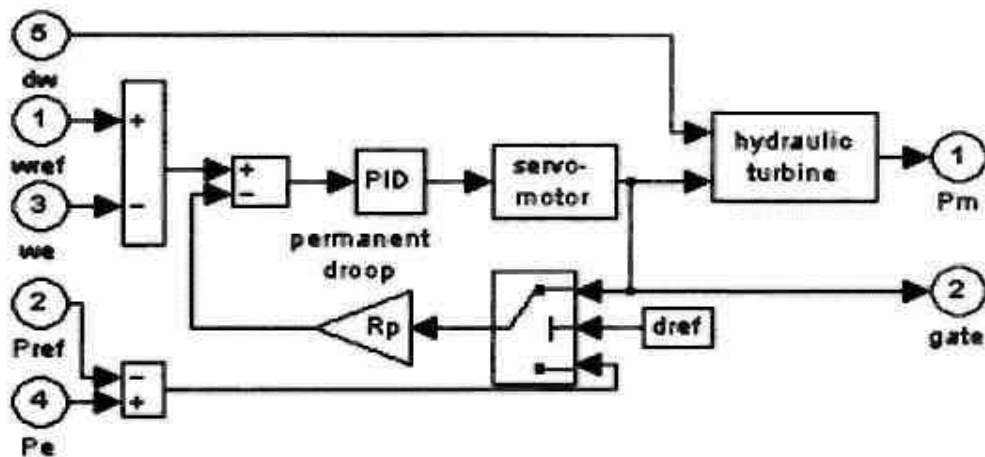 5
dw
1
wref
3
we
2
Pref
4
Pe
+
−
+
−
PID
permanent
droop
servo-
motor
hydraulic
turbine
1
Pm
Rp
dref
2
gate
−
+